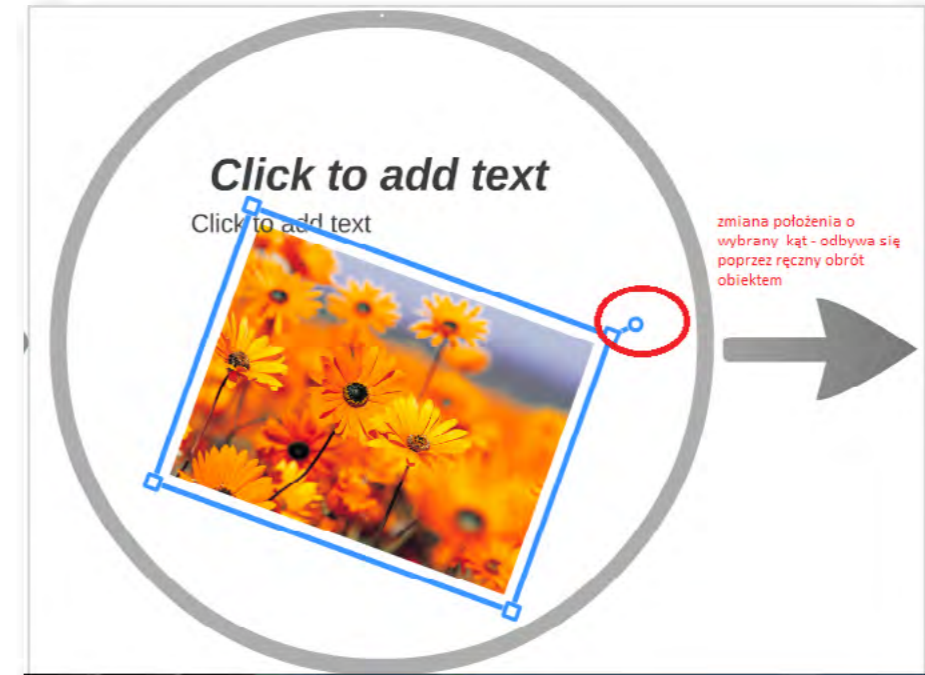 Click to add text
Click to add text
zmiana położenia o
wybrany  kąt - odbywa się
poprzez ręczny obrót
obiektem